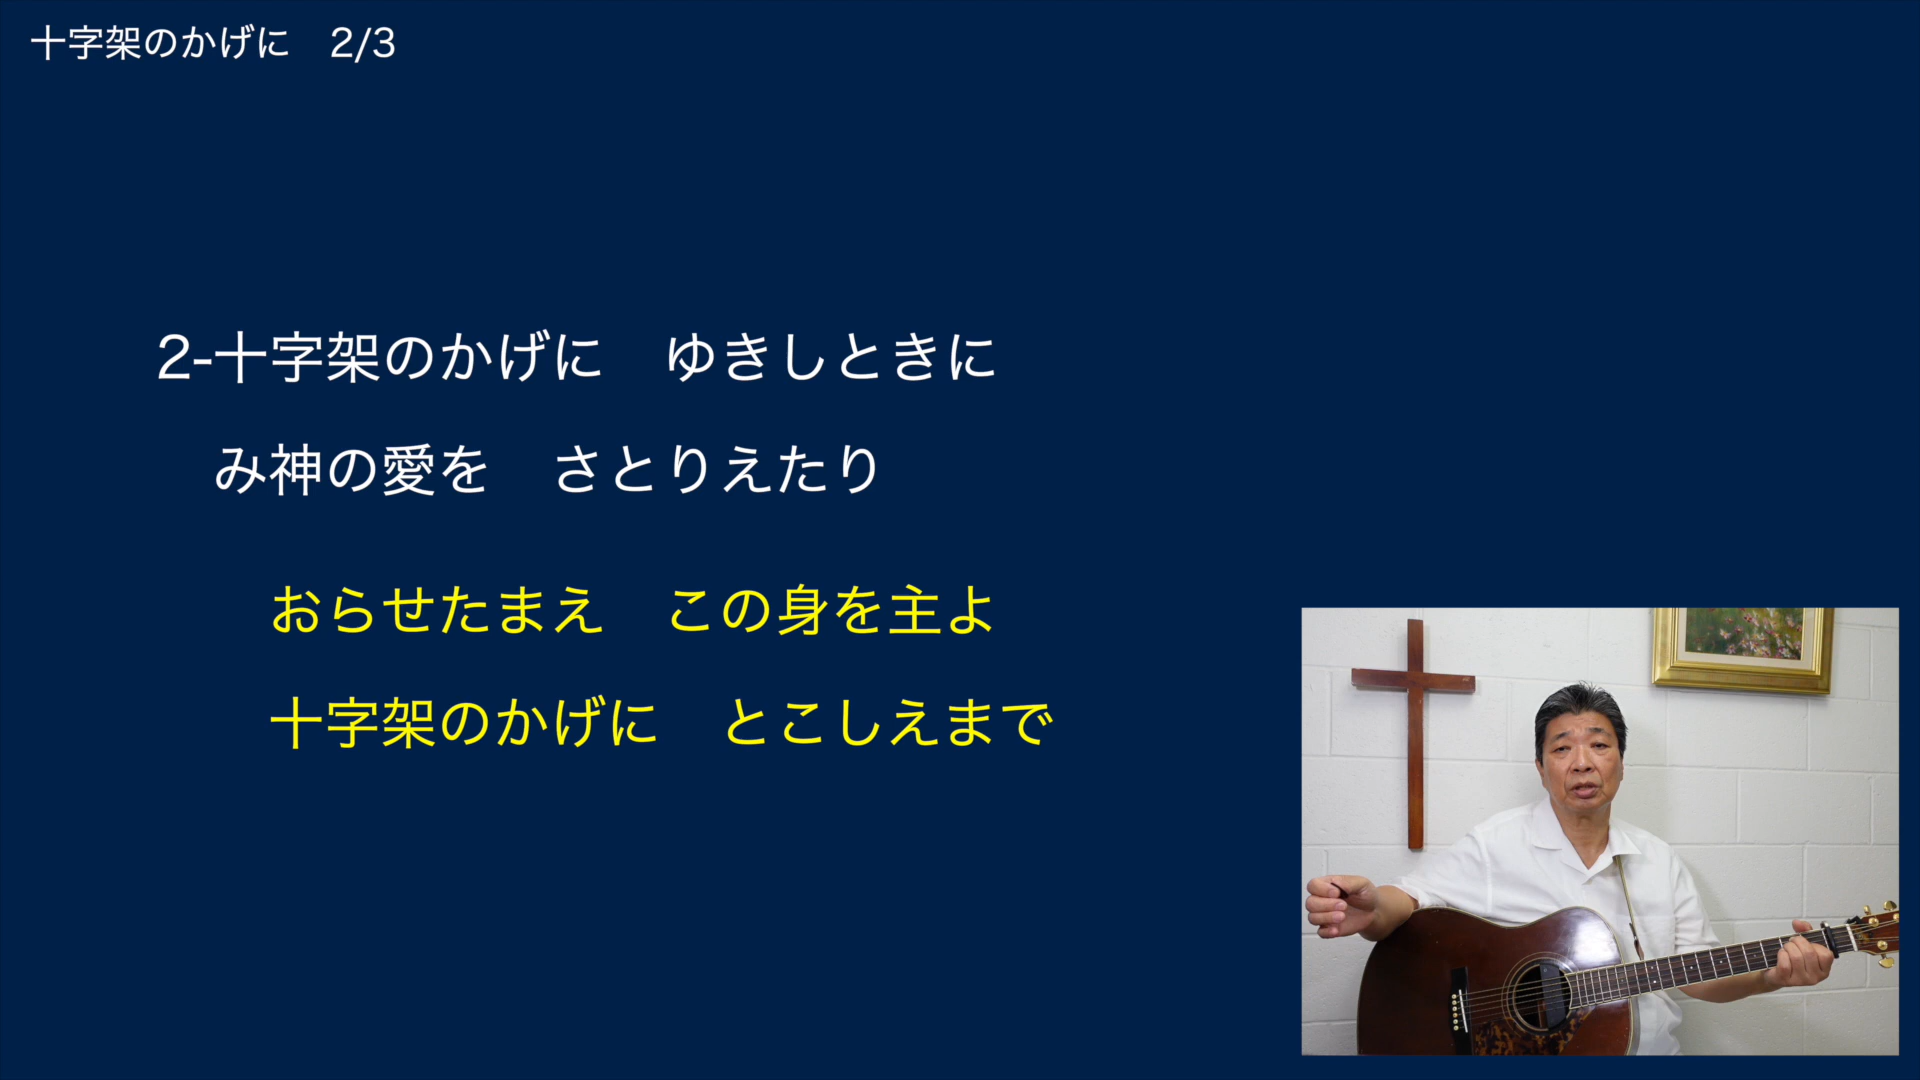 十字架のかげに　2/3
2-十字架のかげに　ゆきしときに
み神の愛を　さとりえたり
おらせたまえ　この身を主よ
十字架のかげに　とこしえまで